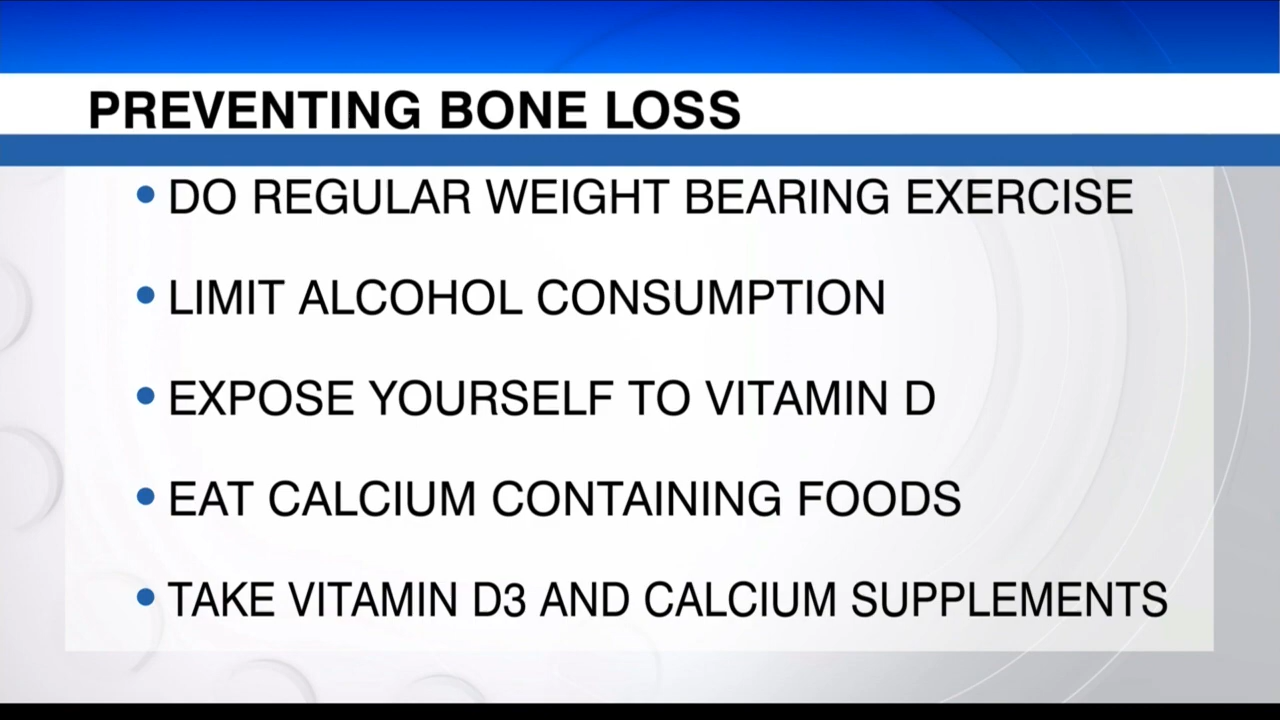 PREVENTING BONE LOSS
• DO REGULAR WEIGHT BEARING EXERCISE
• LIMIT ALCOHOL CONSUMPTION
• EXPOSE YOURSELF TO VITAMIN D
• EAT CALCIUM CONTAINING FOODS
• TAKE VITAMIN D3 AND CALCIUM SUPPLEMENTS